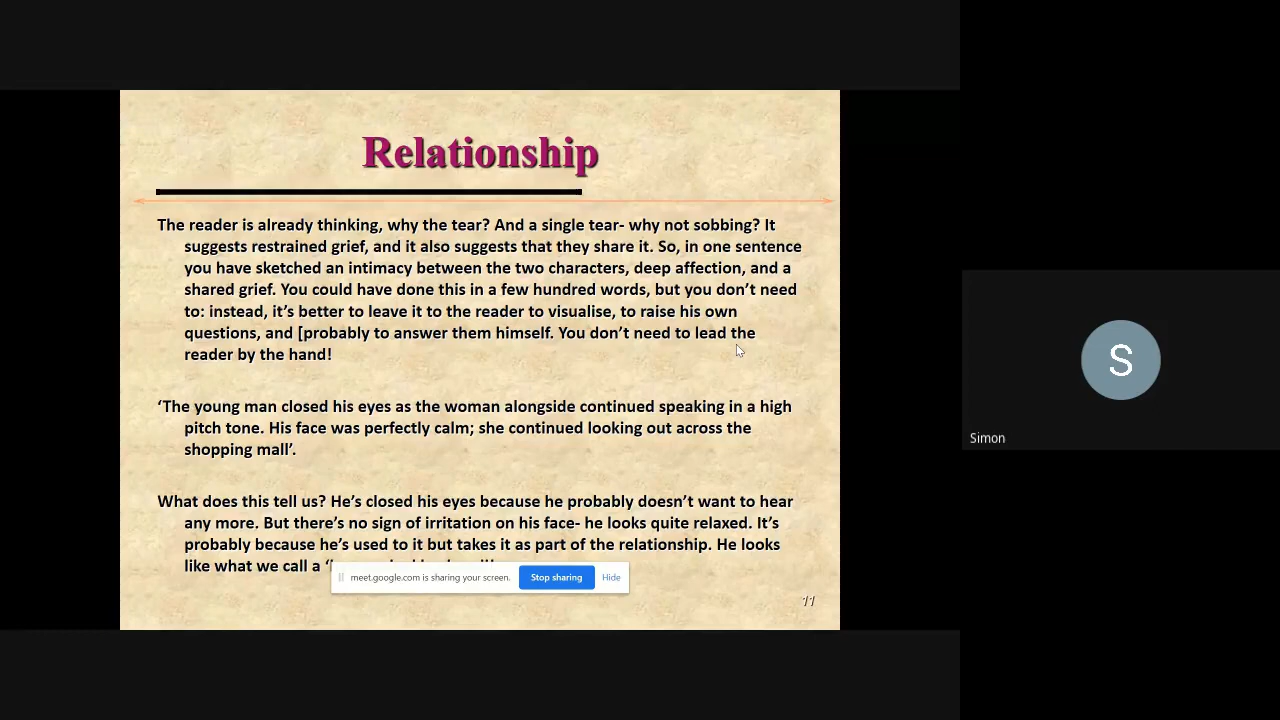 Relationship
The reader is already thinking, why the tear? And a single tear- why not sobbing? It
suggests restrained grief, and it also suggests that they share it. So, in one sentence
you have sketched an intimacy between the two characters, deep affection, and a
shared grief. You could have done this in a few hundred words, but you don’t need
to: instead, it’s better to leave it to the reader to visualise, to raise his own
questions, and [probably to answer them himself. You don’t need to lead the
reader by the hand!
‘The young man closed his eyes as the woman alongside continued speaking in a high
pitch tone. His face was perfectly calm; she continued looking out across the
shopping mall’.
What does this tell us? He’s closed his eyes because he probably doesn’t want to hear
any more. But there’s no sign of irritation on his face- he looks quite relaxed. It’s
probably because he’s used to it but takes it as part of the relationship. He looks
like what we call a
meet.google.com is sharing your screen. Stop sharing Hide
11
S
Simon